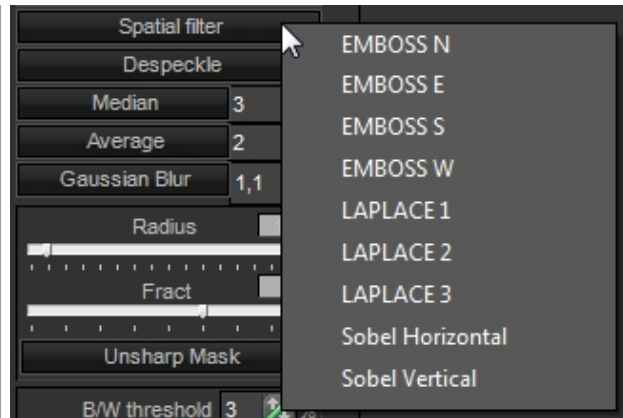 Spatial filter
Despeckle
Median 3
Average 2
Gaussian Blur 1,1
Radius
Fract
Unsharp Mask
B/W threshold 3
EMBOSS N
EMBOSS E
EMBOSS S
EMBOSS W
LAPLACE 1
LAPLACE 2
LAPLACE 3
Sobel Horizontal
Sobel Vertical